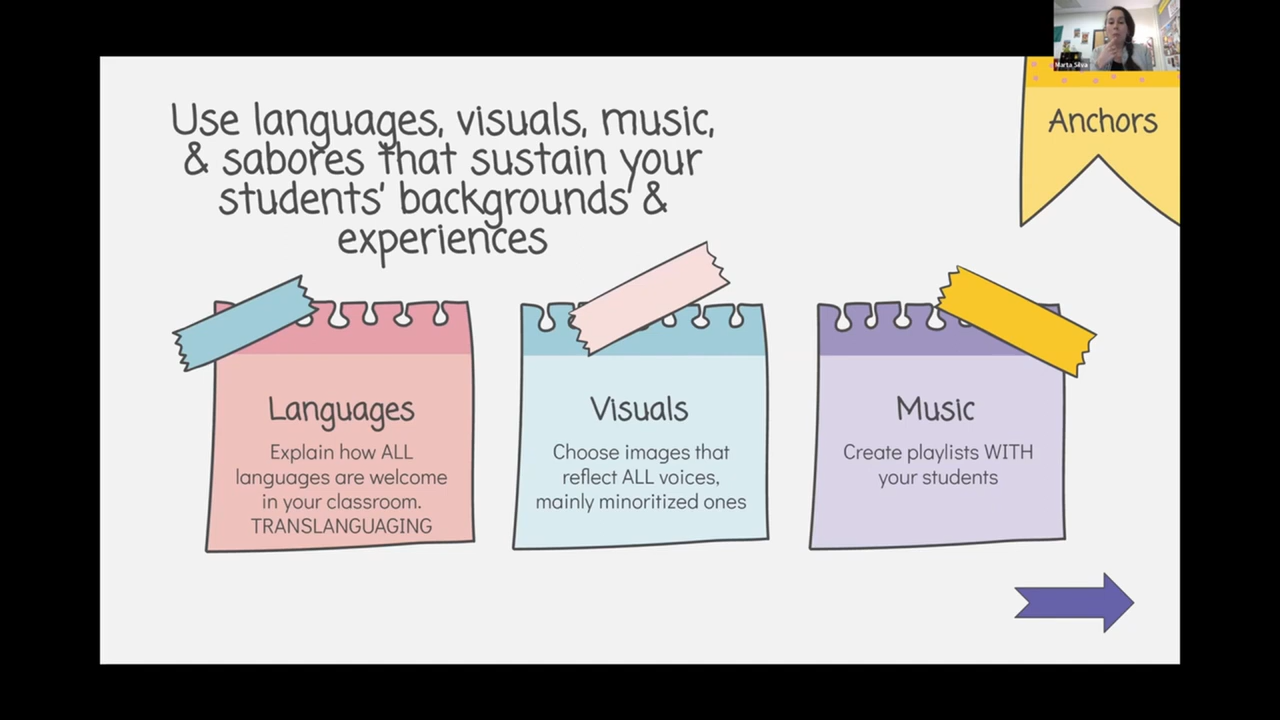 Marta Silva
Anchors
Use languages, visuals, music,
& sabores that sustain your
students' backgrounds &
experiences
Languages
Explain how ALL
languages are welcome
in your classroom.
TRANSLANGUAGING
Visuals
Choose images that
reflect ALL voices,
mainly minoritized ones
Music
Create playlists WITH
your students